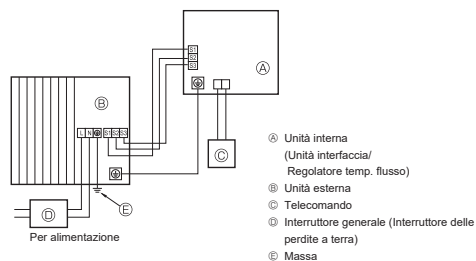 S1
S2
S3
Ⓐ
Ⓑ
L N S1 S2 S3
Ⓒ
Ⓓ
Ⓔ
Per alimentazione
Ⓐ Unità interna
(Unità interfaccia/
Regolatore temp. flusso)
Ⓑ Unità esterna
Ⓒ Telecomando
Ⓓ Interruttore generale (Interruttore delle
perdite a terra)
Ⓔ Massa